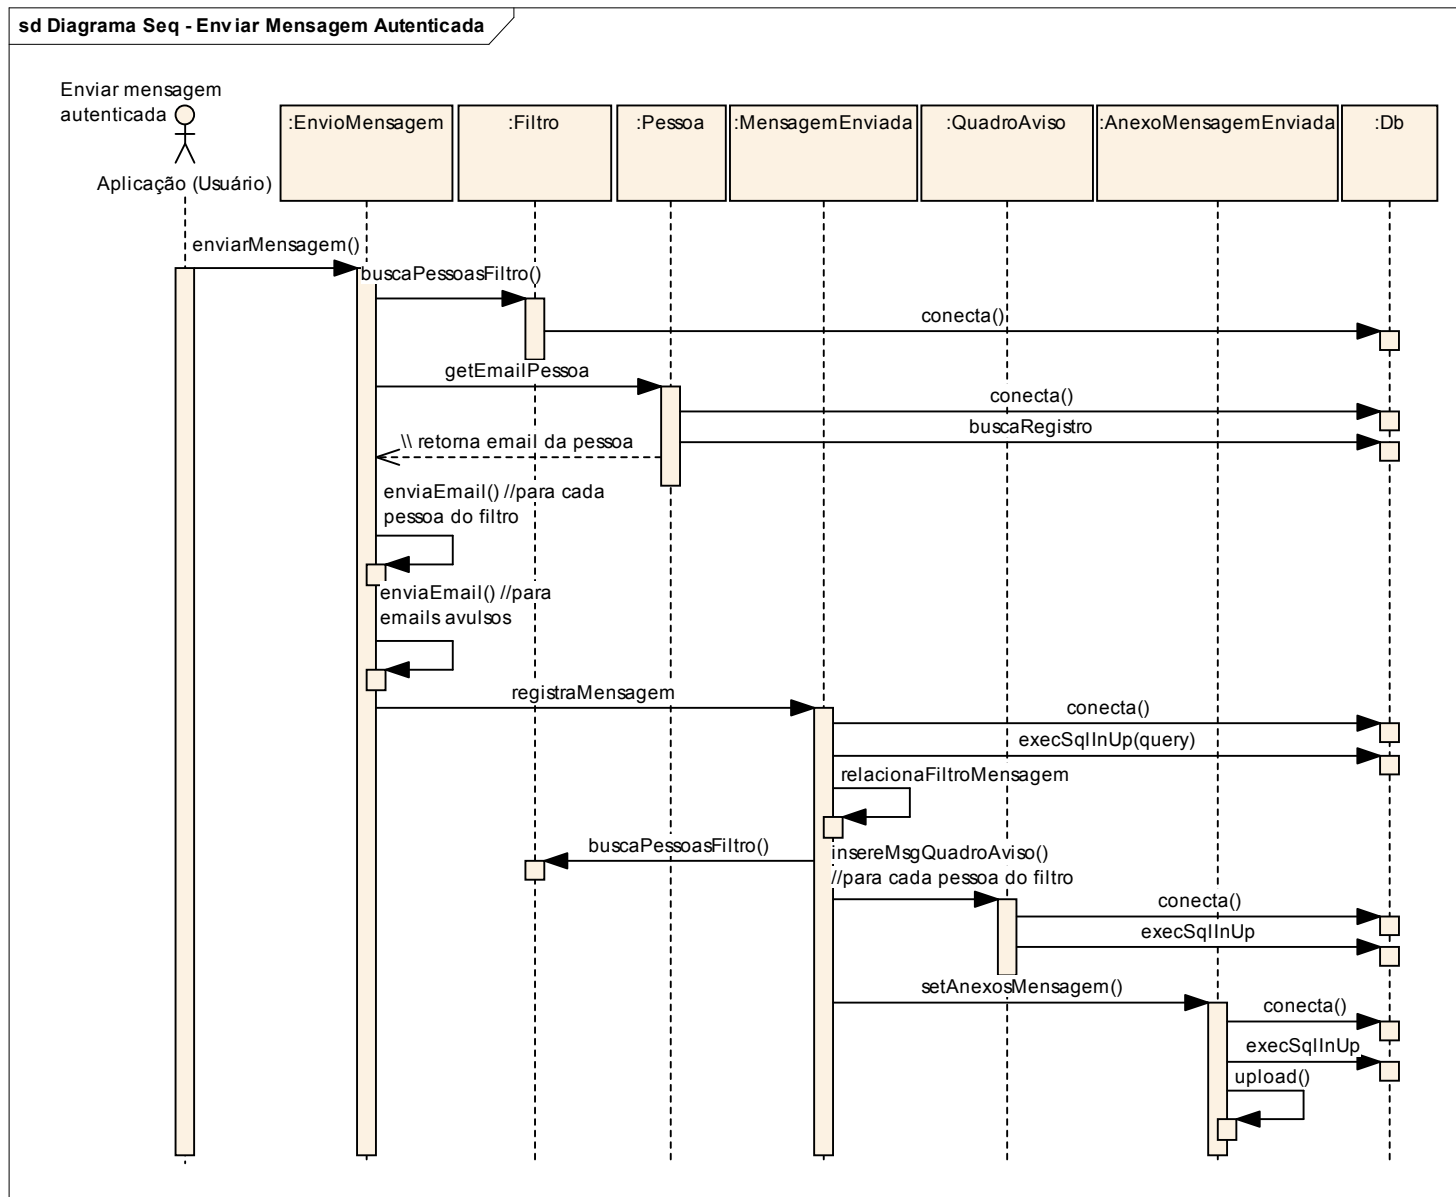 sd Diagrama Seq - Enviar Mensagem Autenticada
Enviar mensagem
autenticada
Aplicação (Usuário)
:EnvioMensagem
:Filtro
:Pessoa
:MensagemEnviada
:QuadroAviso
:AnexoMensagemEnviada
:Db
enviarMensagem()
buscaPessoasFiltro()
conecta()
getEmailPessoa
conecta()
buscaRegistro
\\ retorna email da pessoa
enviaEmail() //para cada
pessoa do filtro
enviaEmail() //para
emails avulsos
registraMensagem
conecta()
execSqlInUp(query)
relacionaFiltroMensagem
buscaPessoasFiltro()
insereMsgQuadroAviso()
//para cada pessoa do filtro
conecta()
execSqlInUp
setAnexosMensagem()
conecta()
execSqlInUp
upload()